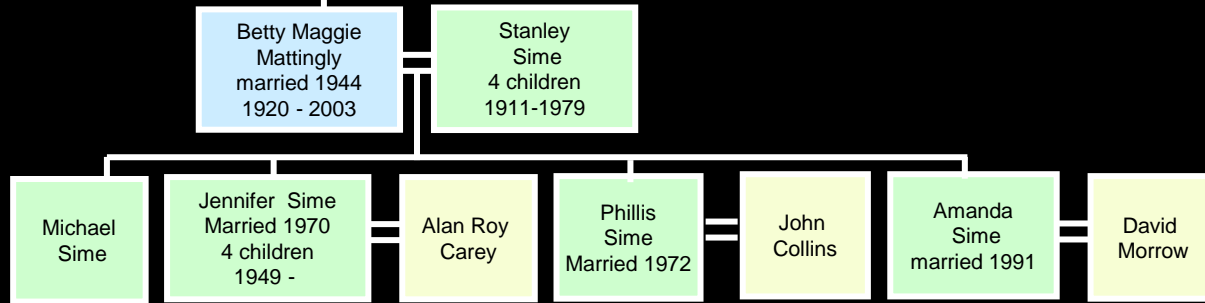 Betty Maggie
Mattingly
married 1944
1920 - 2003
Stanley
Sime
4 children
1911-1979
Michael
Sime
Jennifer Sime
Married 1970
4 children
1949 -
Alan Roy
Carey
Phillis
Sime
Married 1972
John
Collins
Amanda
Sime
married 1991
David
Morrow